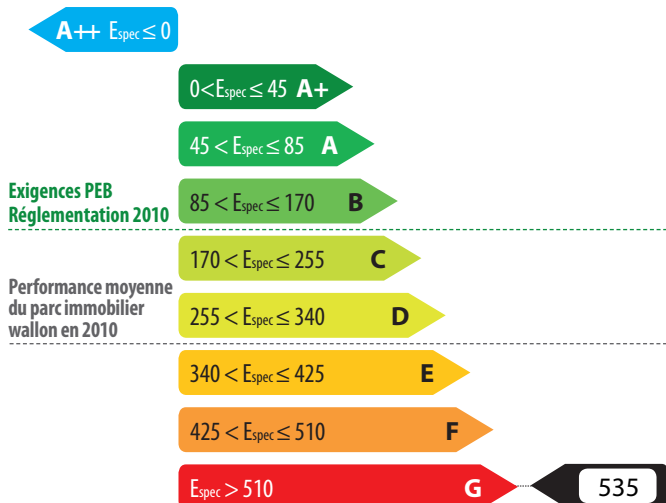 A++ Espec ≤ 0
0 < Espec ≤ 45 A+
45 < Espec ≤ 85 A
Exigences PEB
Réglementation 2010
85 < Espec ≤ 170 B
170 < Espec ≤ 255 C
Performance moyenne
du parc immobilier
wallon en 2010
255 < Espec ≤ 340 D
340 < Espec ≤ 425 E
425 < Espec ≤ 510 F
Espec > 510 G
535